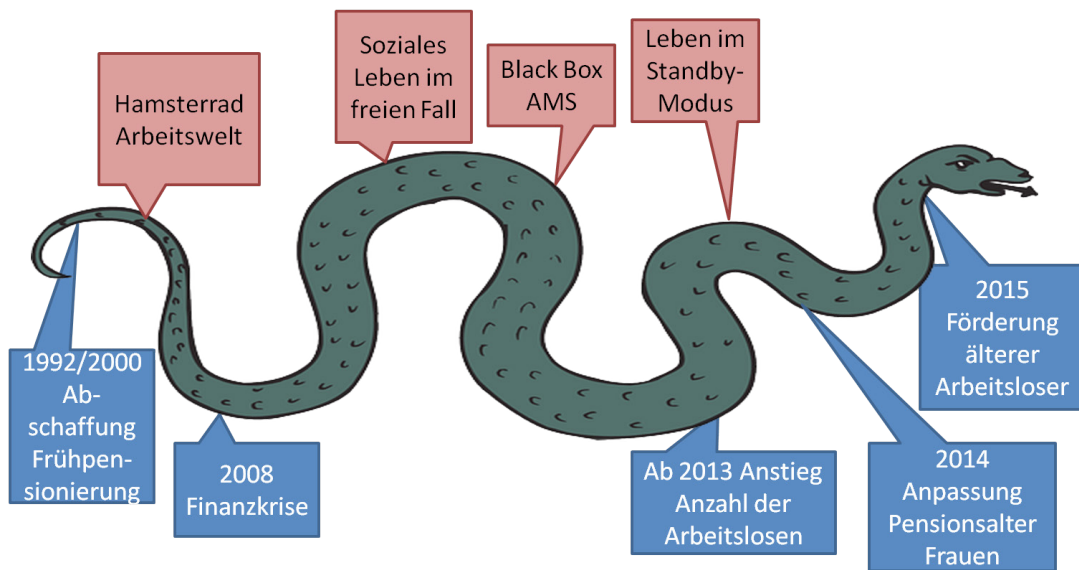 Hamsterrad
Arbeitswelt
Soziales
Leben im
freien Fall
Black Box
AMS
Leben im
Standby-
Modus
1992/2000
Ab-
schaffung
Frühpen-
sionierung
2008
Finanzkrise
Ab 2013 Anstieg
Anzahl der
Arbeitslosen
2014
Anpassung
Pensionsalter
Frauen
2015
Förderung
älterer
Arbeitsloser